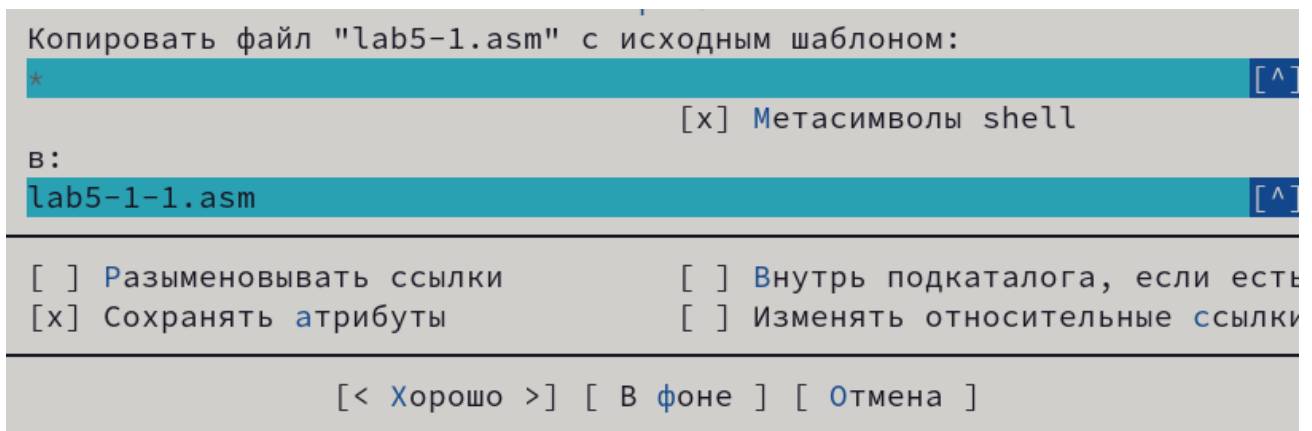 Копировать файл "lab5-1.asm" с исходным шаблоном:
* [^]
[x] Метасимволы shell
в:
lab5-1-1.asm [^]
[ ] Разыменовывать ссылки [ ] Внутрь подкаталога, если есть
[x] Сохранять атрибуты [ ] Изменять относительные ссылки
[< Хорошо >] [ В фоне ] [ Отмена ]